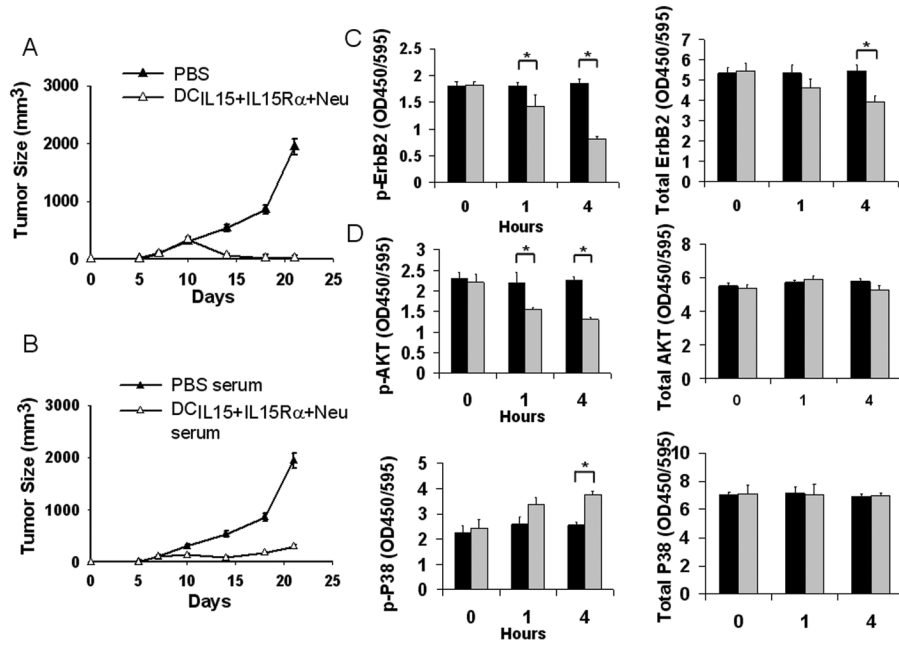 A
PBS
DCIL15+IL15Rα+Neu
Tumor Size (mm3)
3000
2000
1000
0
0 5 10 15 20 25
Days
B
PBS serum
DCIL15+IL15Rα+Neu
serum
Tumor Size (mm3)
3000
2000
1000
0
0 5 10 15 20 25
Days
C
p-ErbB2 (OD450/595)
2.5
2
1.5
1
0.5
0
* *
0 1 4
Hours
Total ErbB2 (OD450/595)
7
6
5
4
3
2
1
0
*
0 1 4
D
p-AKT (OD450/595)
3
2.5
2
1.5
1
0.5
0
* *
0 1 4
Hours
Total AKT (OD450/595)
8
6
4
2
0
0 1 4
p-P38 (OD450/595)
5
4
3
2
1
0
*
0 1 4
Hours
Total P38 (OD450/595)
10
8
6
4
2
0
0 1 4